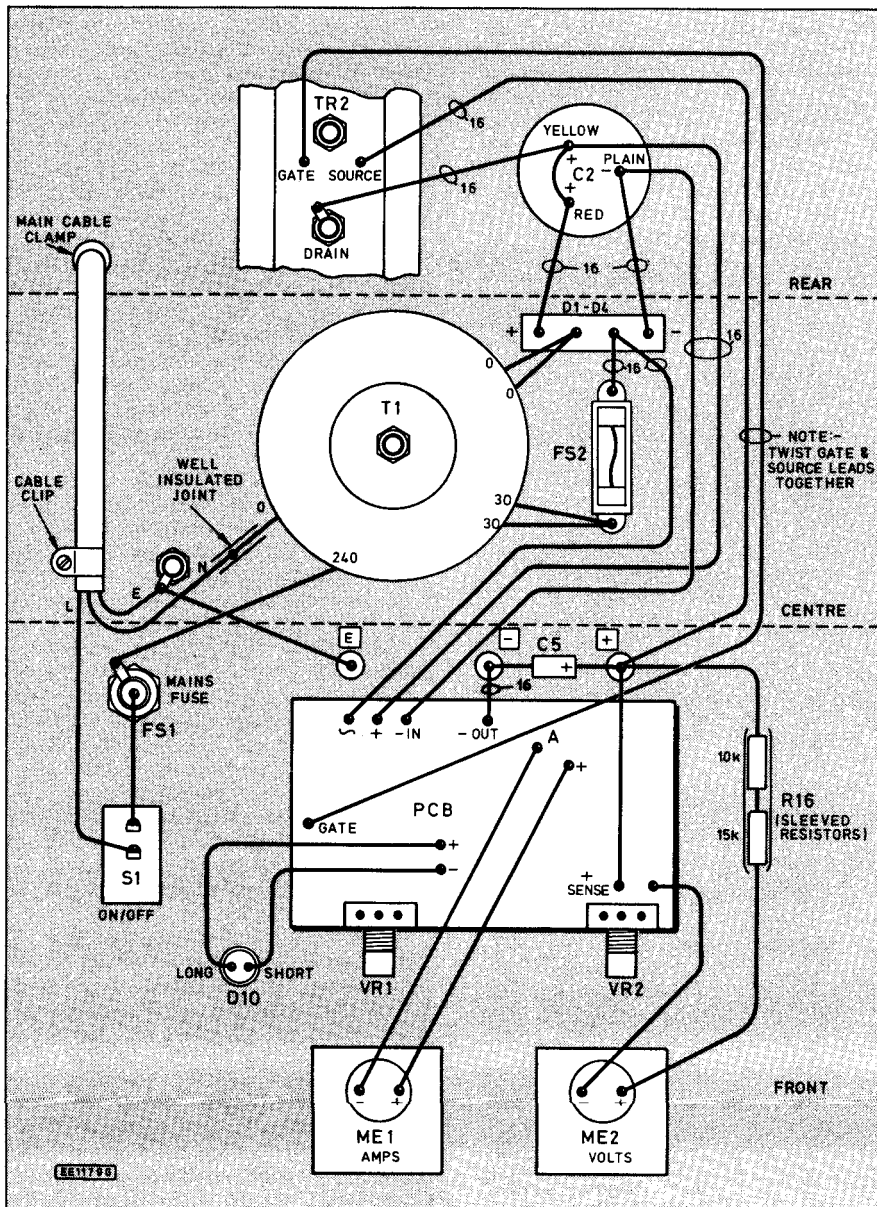 TR2
GATE SOURCE
DRAIN
16
16
YELLOW
+
PLAIN
-
C2
+
RED
MAIN CABLE
CLAMP
16
REAR
D1-D4
+
-
16
16
0
0
T1
FS2
NOTE:-
TWIST GATE &
SOURCE LEADS
TOGETHER
WELL
INSULATED
JOINT
CABLE
CLIP
0
30
30
240
N
E
L
CENTRE
E
-
C5
+
+
MAINS
FUSE
FS1
16
~ + -IN -OUT
A
+
PCB
GATE
10k
15k
R16
(SLEEVED
RESISTORS)
+
-
+
SENSE
S1
ON/OFF
LONG SHORT
D10
VR1
VR2
- +
ME1
AMPS
- +
ME2
VOLTS
FRONT
EE1179G